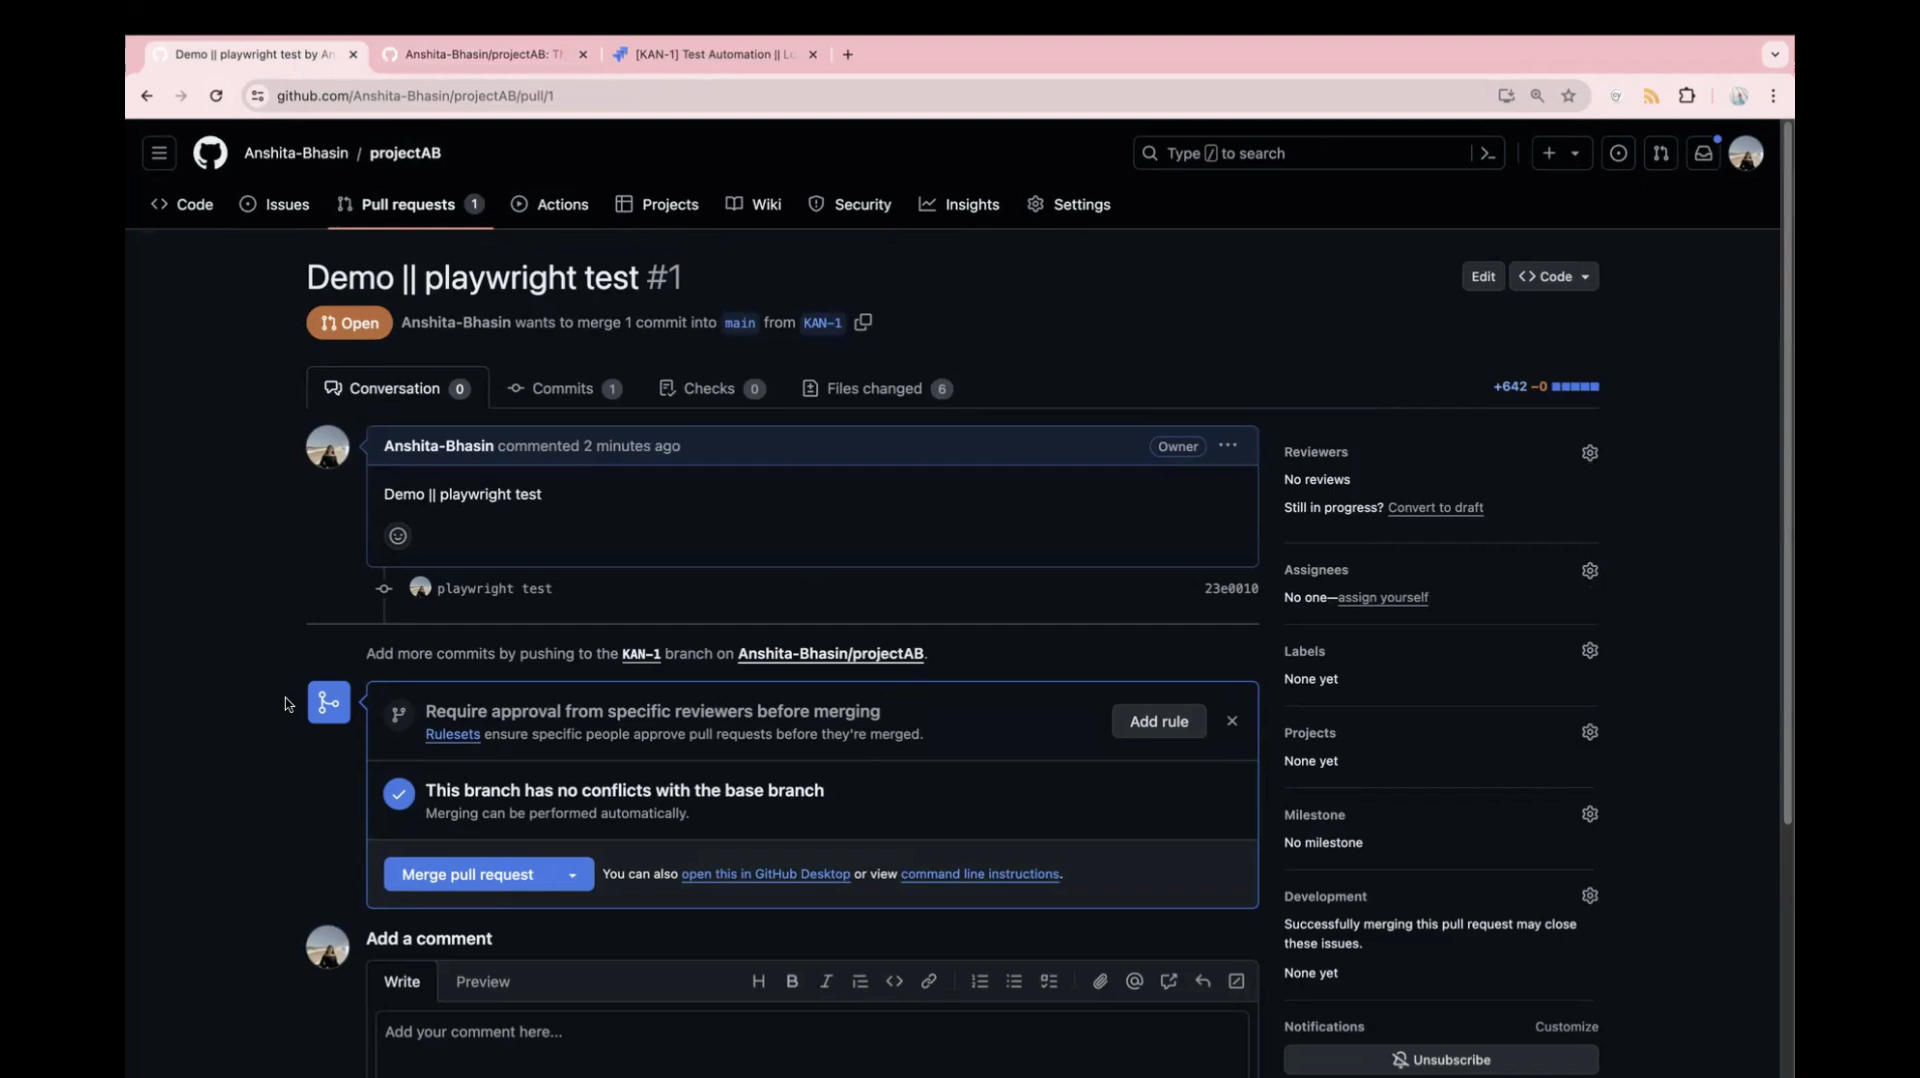 Demo || playwright test by An
Anshita-Bhasin/projectAB: Th
[KAN-1] Test Automation || Lo
github.com/Anshita-Bhasin/projectAB/pull/1
Anshita-Bhasin / projectAB
Type / to search
Code
Issues
Pull requests 1
Actions
Projects
Wiki
Security
Insights
Settings
Demo || playwright test #1
Edit
Code
Open
Anshita-Bhasin wants to merge 1 commit into main from KAN-1
Conversation 0
Commits 1
Checks 0
Files changed 6
+642 −0
Anshita-Bhasin commented 2 minutes ago
Owner
Demo || playwright test
playwright test
23e0010
Add more commits by pushing to the KAN-1 branch on Anshita-Bhasin/projectAB.
Require approval from specific reviewers before merging
Rulesets ensure specific people approve pull requests before they're merged.
Add rule
This branch has no conflicts with the base branch
Merging can be performed automatically.
Merge pull request
You can also open this in GitHub Desktop or view command line instructions.
Add a comment
Write
Preview
Add your comment here...
Reviewers
No reviews
Still in progress? Convert to draft
Assignees
No one—assign yourself
Labels
None yet
Projects
None yet
Milestone
No milestone
Development
Successfully merging this pull request may close
these issues.
None yet
Notifications
Customize
Unsubscribe